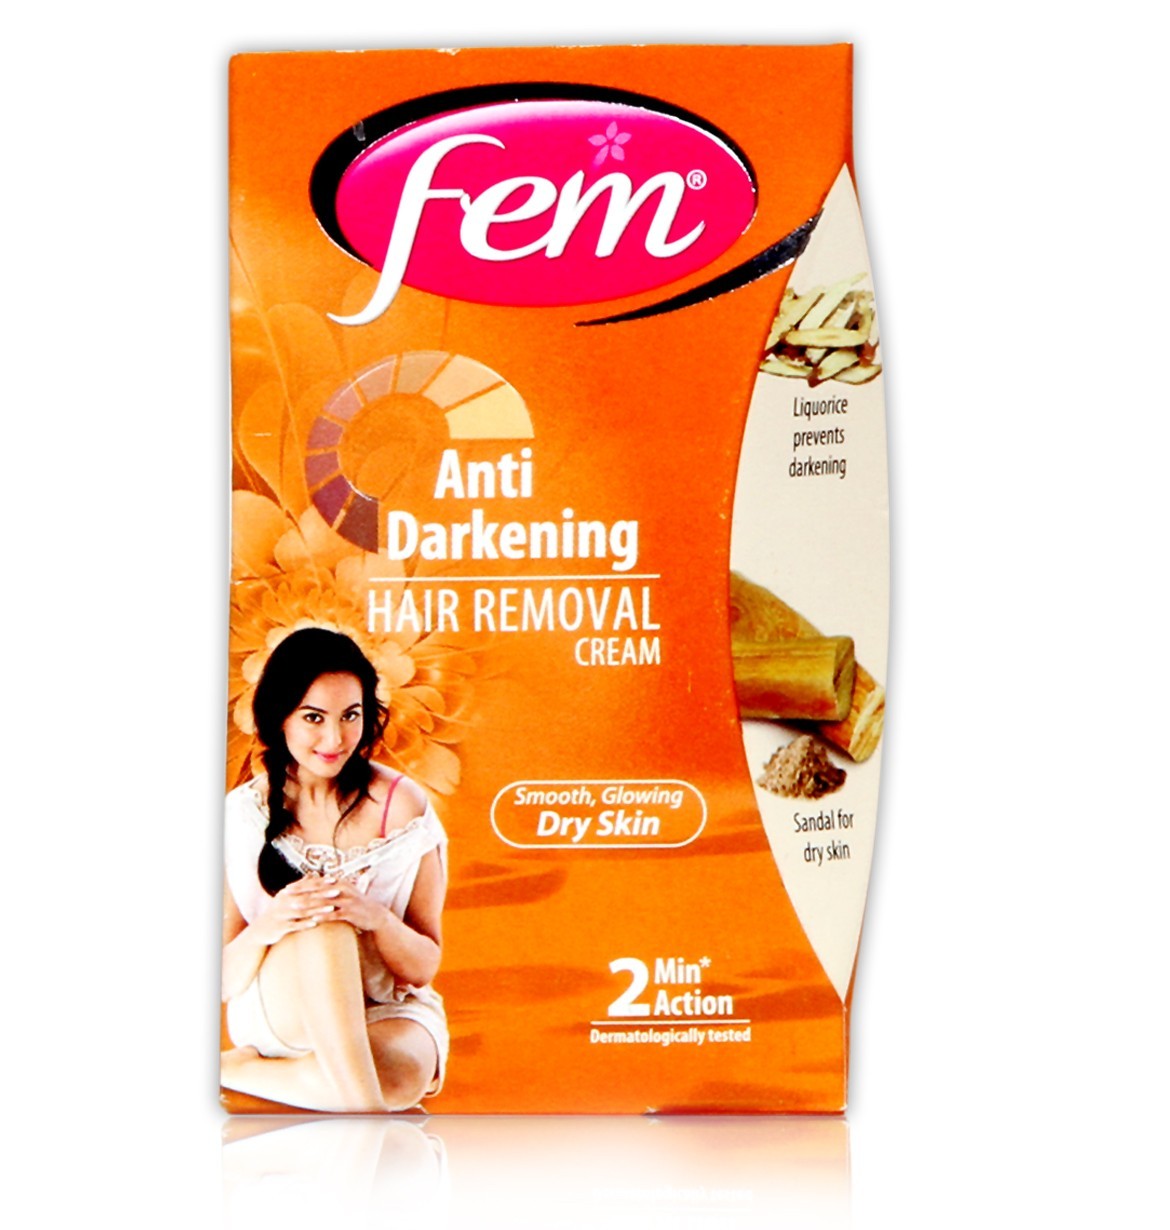 fem®
Anti
Darkening
HAIR REMOVAL
CREAM
Smooth, Glowing
Dry Skin
2 Min*
Action
Dermatologically tested
Liquorice
prevents
darkening
Sandal for
dry skin